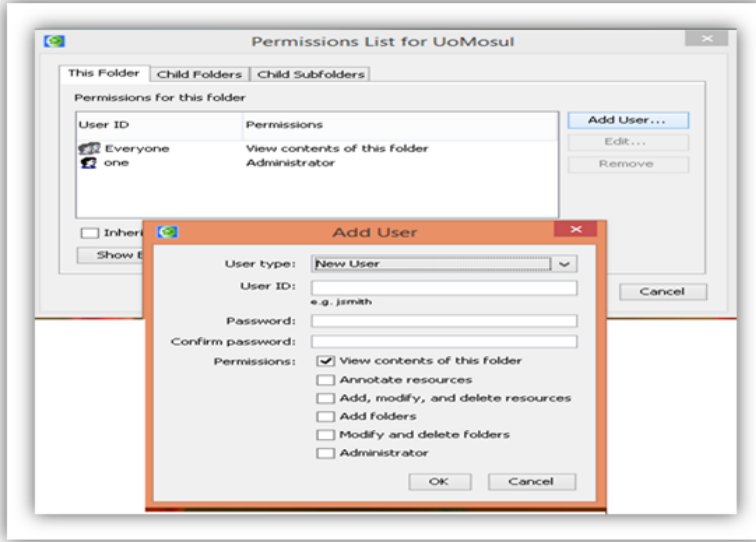 Permissions List for UoMosul
This Folder Child Folders Child Subfolders
Permissions for this folder
User ID Permissions
Everyone View contents of this folder
one Administrator
Add User...
Edit...
Remove
Cancel
Add User
User type: New User
User ID:
e.g. jsmith
Password:
Confirm password:
Permissions: View contents of this folder
Annotate resources
Add, modify, and delete resources
Add folders
Modify and delete folders
Administrator
OK Cancel